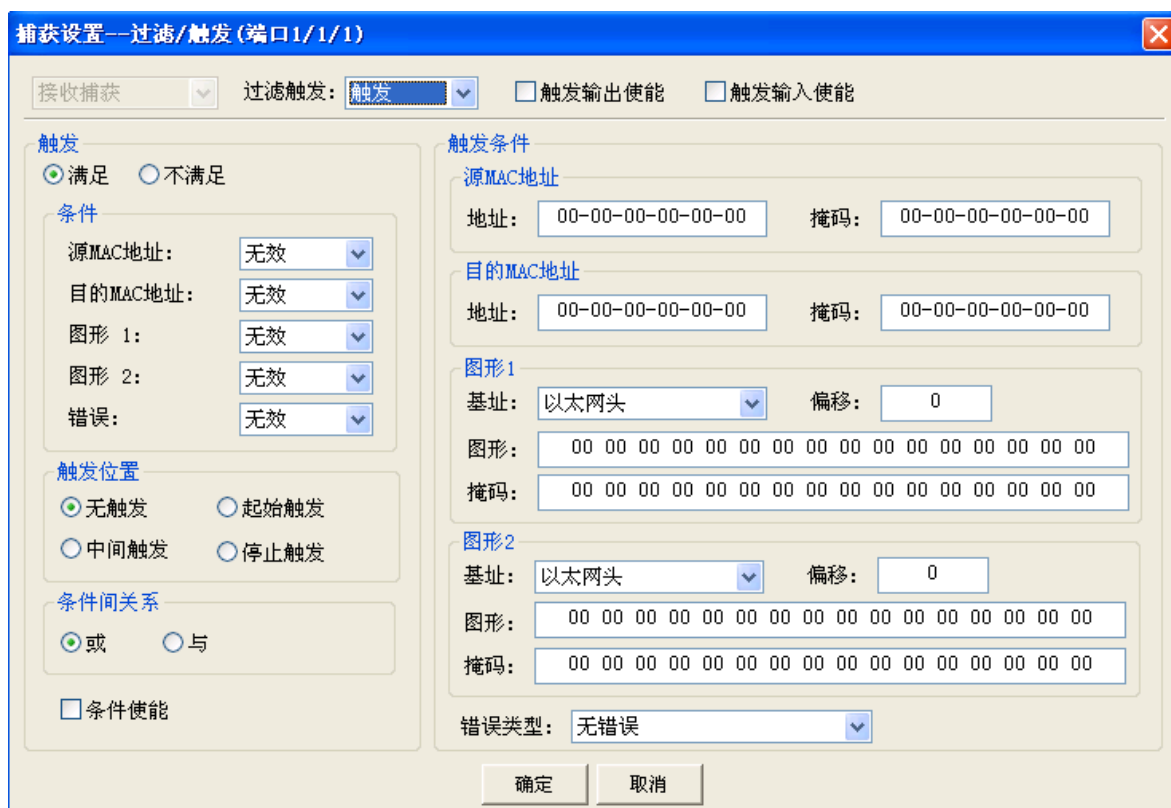 捕获设置--过滤/触发(端口1/1/1)
接收捕获 过滤触发: 触发 触发输出使能 触发输入使能
触发
满足 不满足
条件
源MAC地址: 无效
目的MAC地址: 无效
图形 1: 无效
图形 2: 无效
错误: 无效
触发位置
无触发 起始触发
中间触发 停止触发
条件间关系
或 与
条件使能
触发条件
源MAC地址
地址: 00-00-00-00-00-00 掩码: 00-00-00-00-00-00
目的MAC地址
地址: 00-00-00-00-00-00 掩码: 00-00-00-00-00-00
图形1
基址: 以太网头 偏移: 0
图形: 00 00 00 00 00 00 00 00 00 00 00 00 00 00 00 00
掩码: 00 00 00 00 00 00 00 00 00 00 00 00 00 00 00 00
图形2
基址: 以太网头 偏移: 0
图形: 00 00 00 00 00 00 00 00 00 00 00 00 00 00 00 00
掩码: 00 00 00 00 00 00 00 00 00 00 00 00 00 00 00 00
错误类型: 无错误
确定 取消